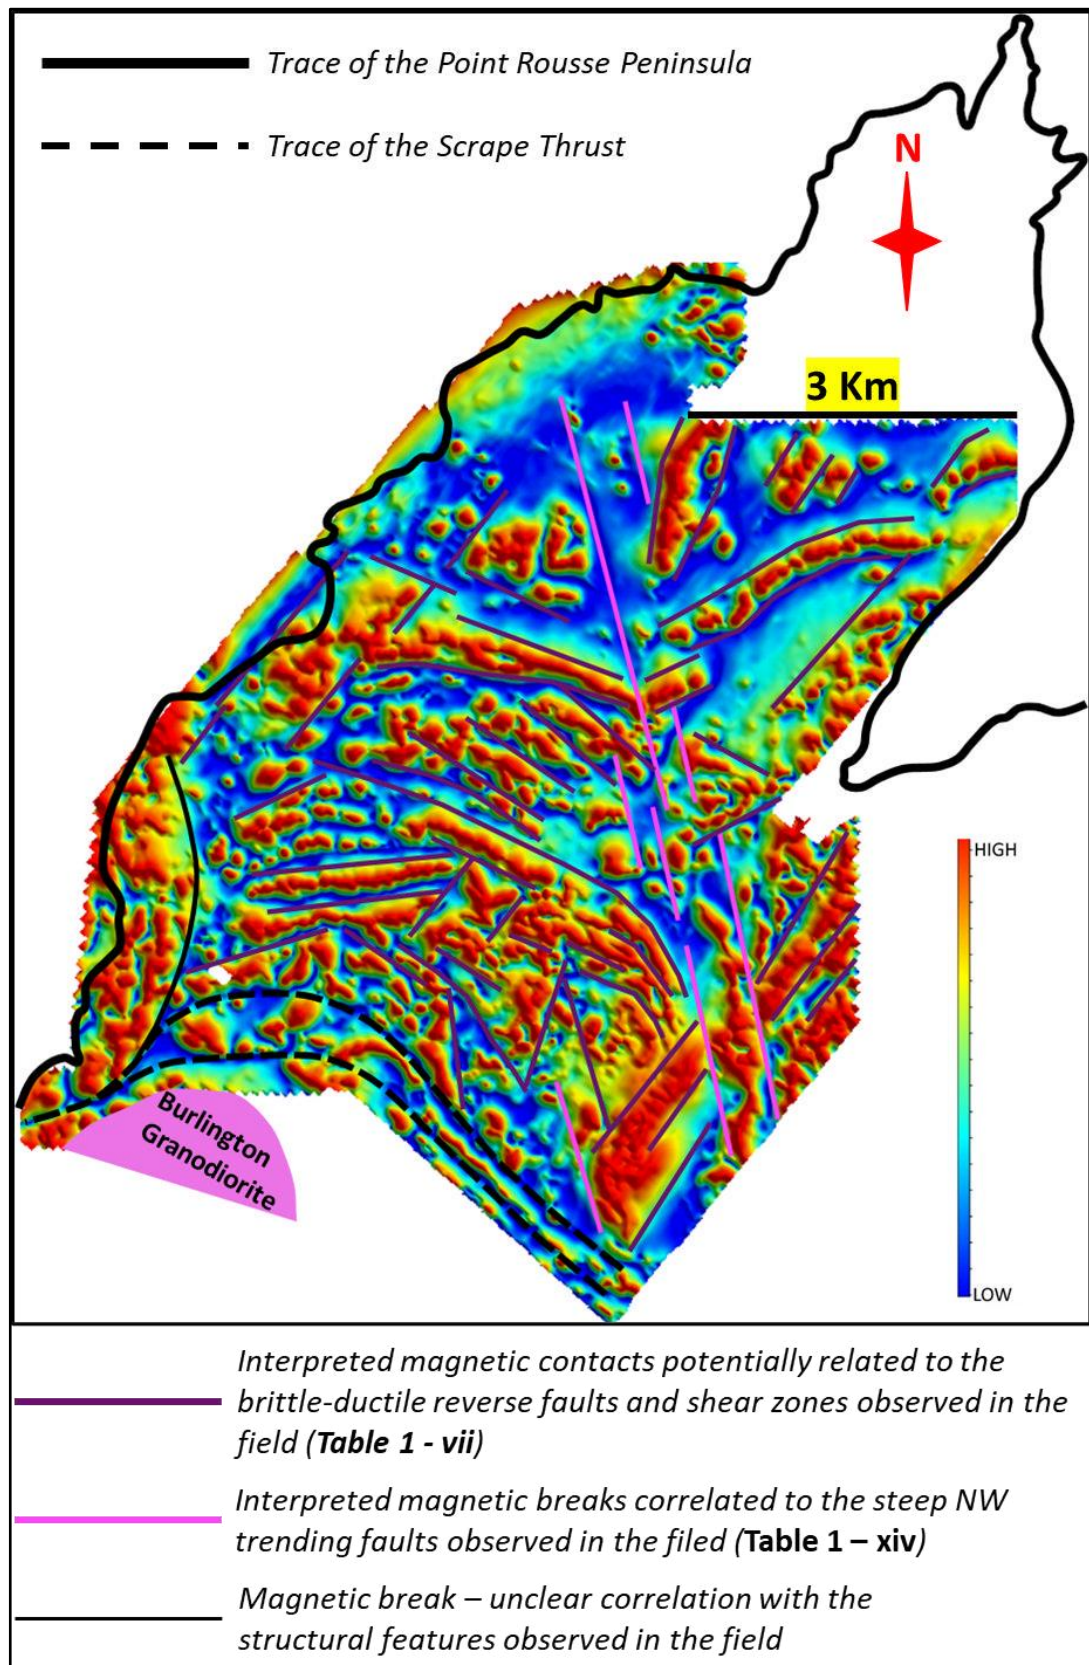 Trace of the Point Rousse Peninsula
Trace of the Scrape Thrust
N
3 Km
HIGH
LOW
Burlington
Granodiorite
Interpreted magnetic contacts potentially related to the
brittle-ductile reverse faults and shear zones observed in the
field (Table 1 - vii)
Interpreted magnetic breaks correlated to the steep NW
trending faults observed in the filed (Table 1 – xiv)
Magnetic break – unclear correlation with the
structural features observed in the field